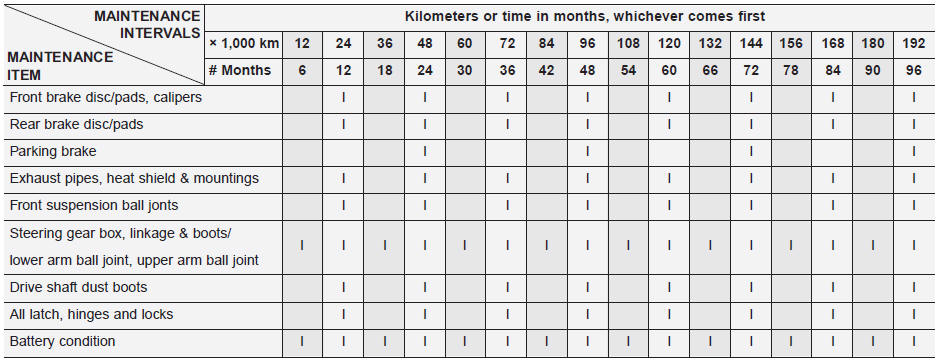 MAINTENANCE INTERVALS
MAINTENANCE ITEM
Kilometers or time in months, whichever comes first
× 1,000 km 12 24 36 48 60 72 84 96 108 120 132 144 156 168 180 192
# Months 6 12 18 24 30 36 42 48 54 60 66 72 78 84 90 96
Front brake disc/pads, calipers I I I I I I I I
Rear brake disc/pads I I I I I I I I
Parking brake I I I I
Exhaust pipes, heat shield & mountings I I I I I I I I
Front suspension ball jonts I I I I I I I I
Steering gear box, linkage & boots/
lower arm ball joint, upper arm ball joint I I I I I I I I I I I I I I I I
Drive shaft dust boots I I I I I I I I
All latch, hinges and locks I I I I I I I I
Battery condition I I I I I I I I I I I I I I I I